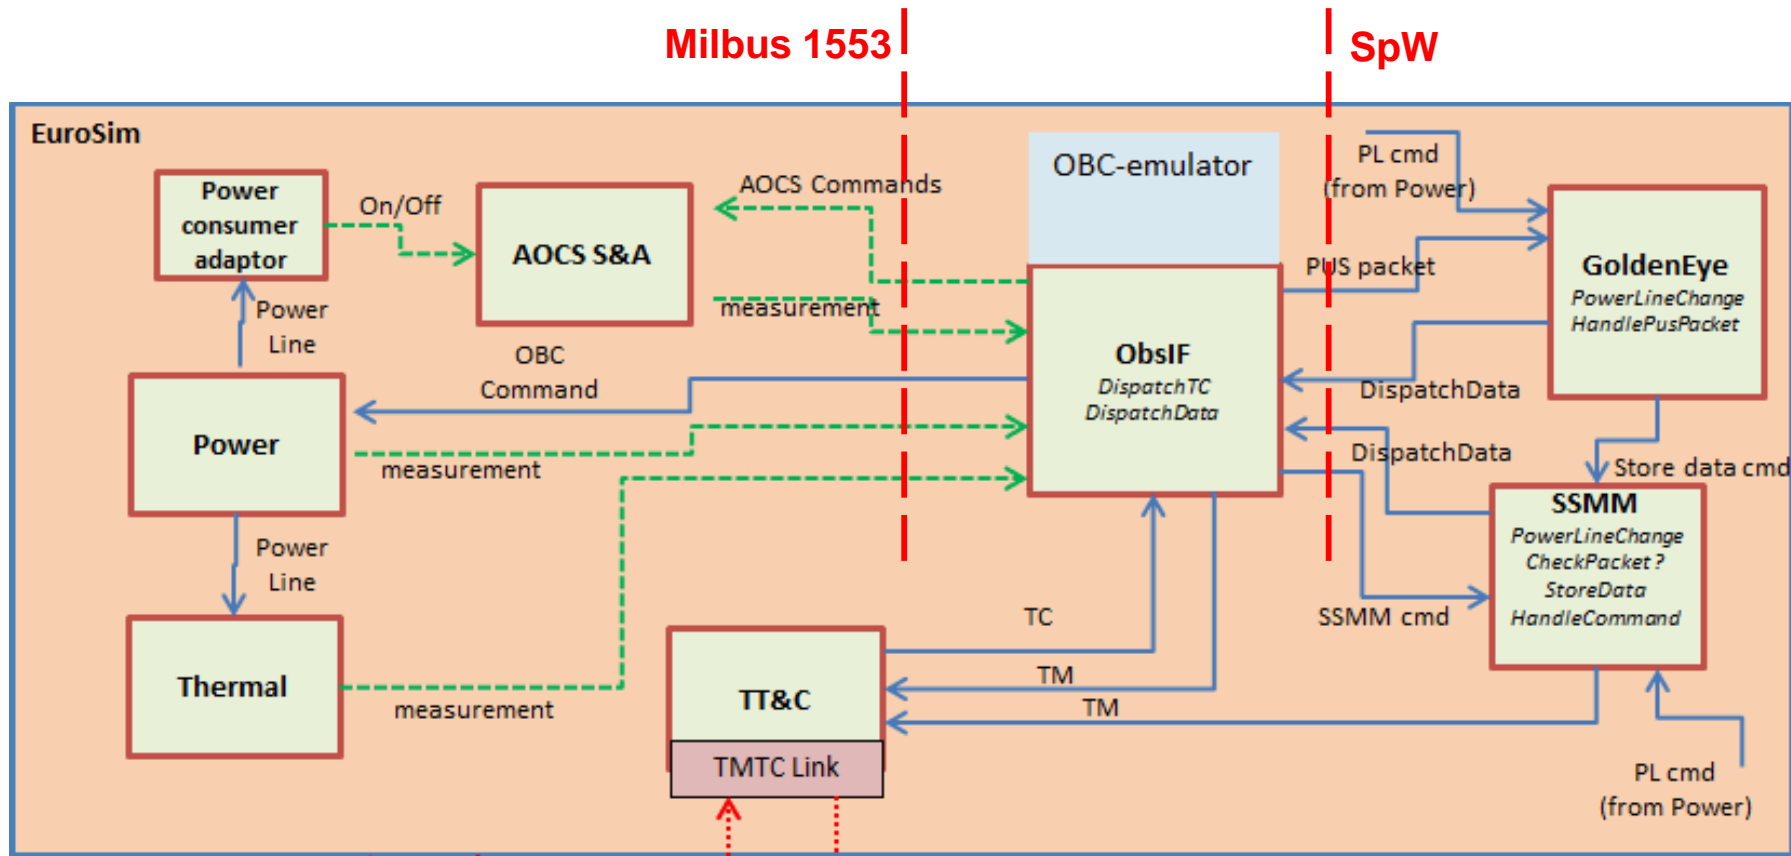 Milbus 1553
SpW
EuroSim
Power
consumer
adaptor
On/Off
AOCS S&A
AOCS Commands
measurement
OBC-emulator
PL cmd
(from Power)
PUS packet
GoldenEye
PowerLineChange
HandlePusPacket
Power
Line
OBC
Command
ObsIF
DispatchTC
DispatchData
DispatchData
DispatchData
Power
measurement
Store data cmd
SSMM
PowerLineChange
CheckPacket ?
StoreData
HandleCommand
Power
Line
SSMM cmd
TC
TM
TM
Thermal
measurement
TT&C
TMTC Link
PL cmd
(from Power)